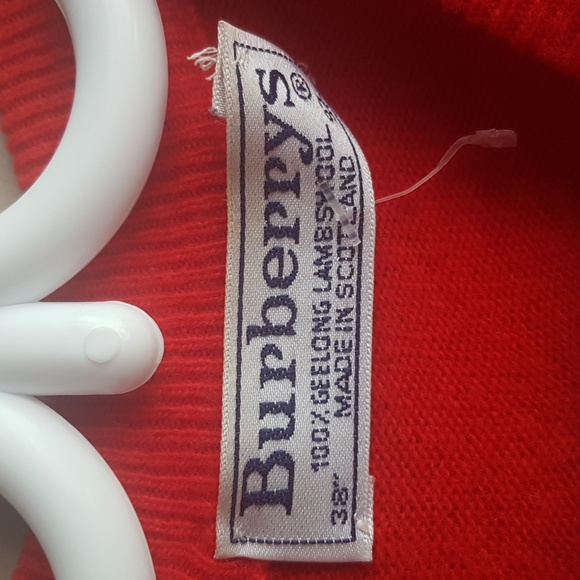 Burberrys®
100% GEELONG LAMBSWOOL
38" MADE IN SCOTLAND